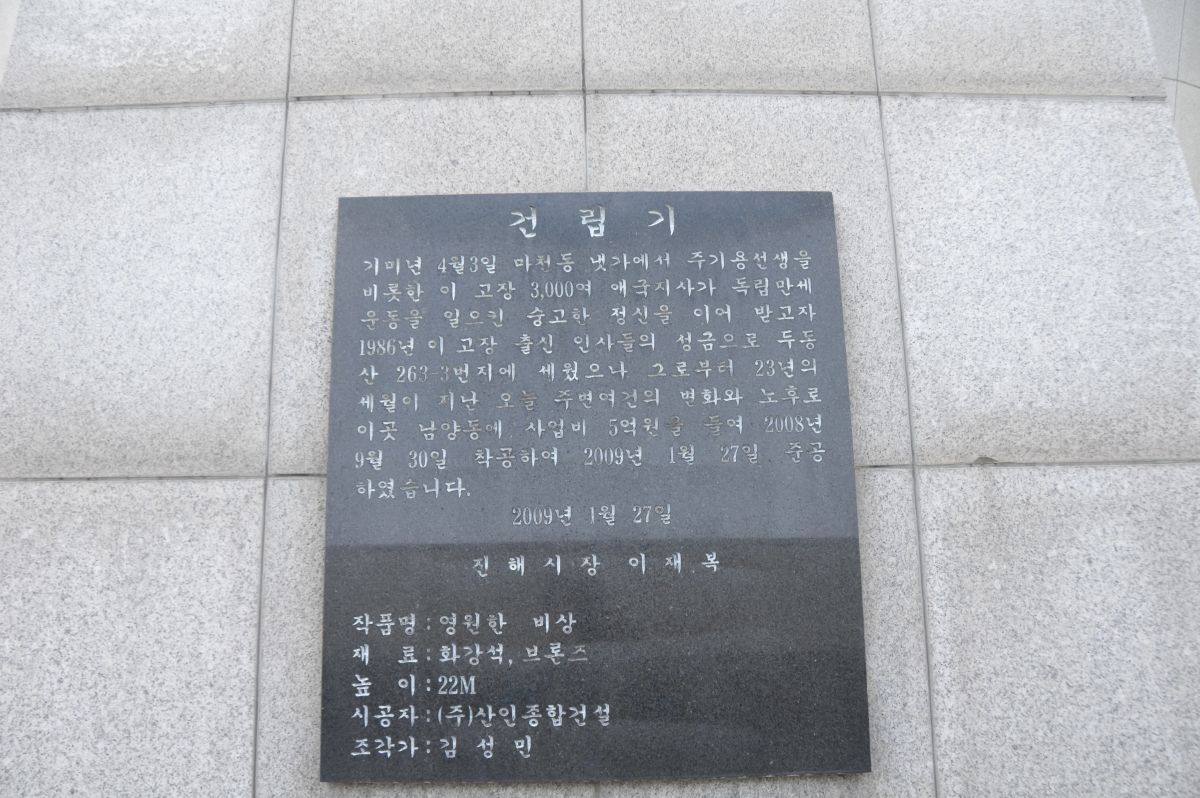 건 립 기
기미년 4월3일 마천동 냇가에서 주기용선생을
비롯한 이 고장 3,000여 애국지사가 독립만세
운동을 일으킨 숭고한 정신을 이어 받고자
1986년 이 고장 출신 인사들의 성금으로 두동
산 263-3번지에 세웠으나 그로부터 23년의
세월이 지난 오늘 주변여건의 변화와 노후로
이곳 남양동에 사업비 5억원을 들여 2008년
9월 30일 착공하여 2009년 1월 27일 준공
하였습니다.
2009년 1월 27일
진 해 시 장 이 재 복
작품명 : 영원한 비상
재 료 : 화강석, 브론즈
높 이 : 22M
시공자 : (주)산인종합건설
조각가 : 김 성 민